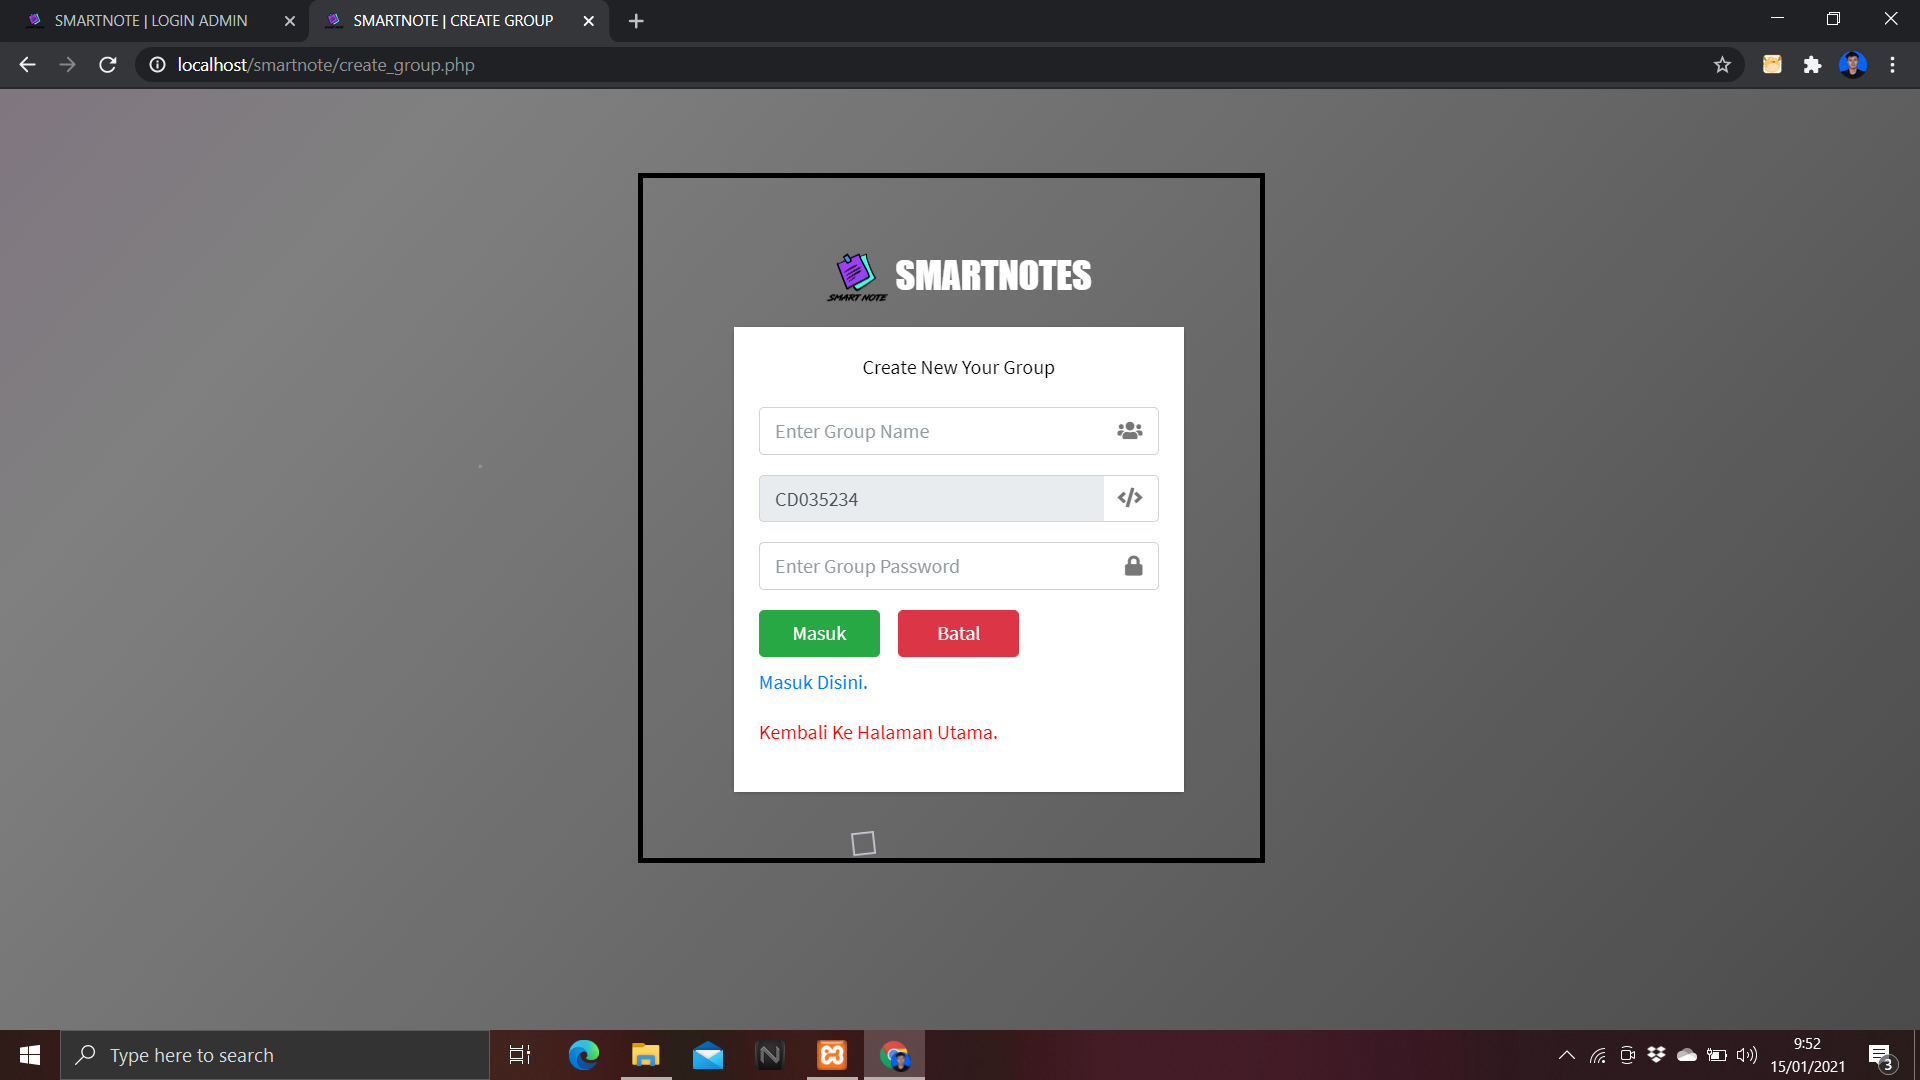 SMARTNOTE | LOGIN ADMIN
SMARTNOTE | CREATE GROUP
localhost/smartnote/create_group.php
SMART NOTE
SMARTNOTES
Create New Your Group
Enter Group Name
CD035234
Enter Group Password
Masuk
Batal
Masuk Disini.
Kembali Ke Halaman Utama.
Type here to search
9:52
15/01/2021
3